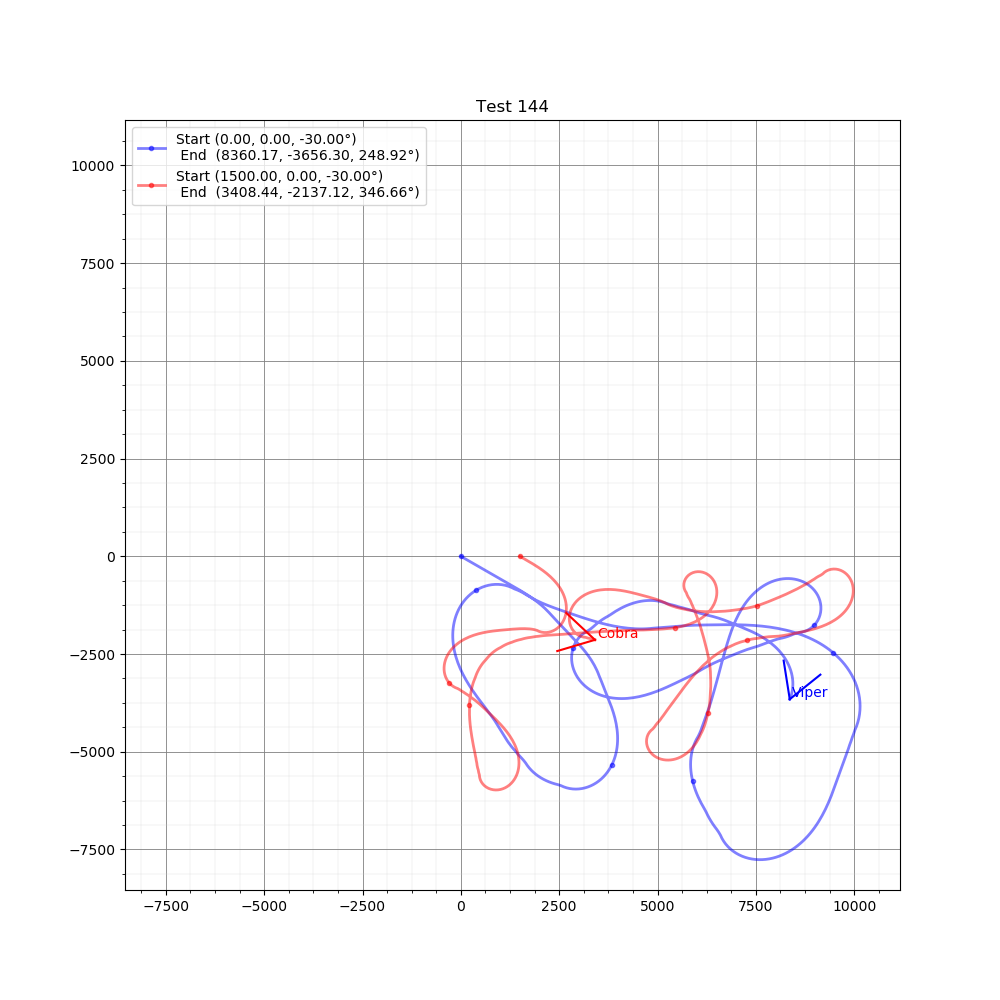 Test 144
Start (0.00, 0.00, -30.00°)
End  (8360.17, -3656.30, 248.92°)
Start (1500.00, 0.00, -30.00°)
End  (3408.44, -2137.12, 346.66°)
10000
7500
5000
2500
0
−2500
−5000
−7500
Cobra
Viper
−7500 −5000 −2500 0 2500 5000 7500 10000